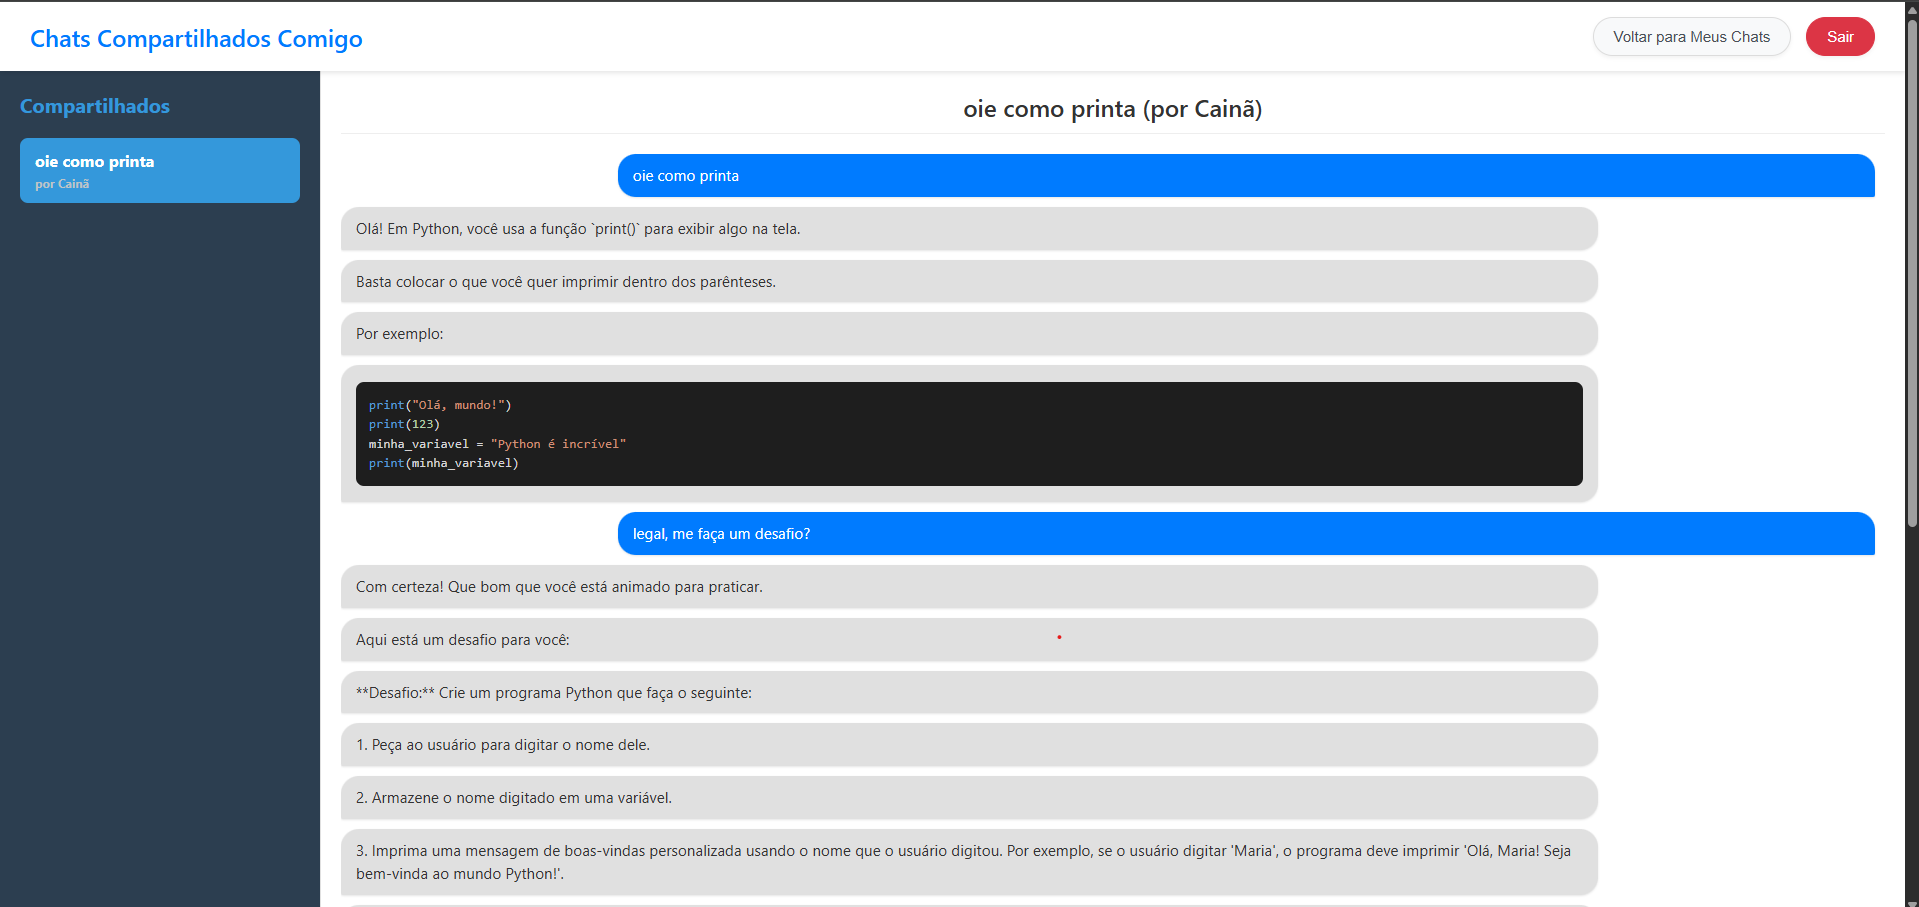 Chats Compartilhados Comigo
Voltar para Meus Chats
Sair
Compartilhados
oie como printa
por Cainã
oie como printa (por Cainã)
oie como printa
Olá! Em Python, você usa a função `print()` para exibir algo na tela.
Basta colocar o que você quer imprimir dentro dos parênteses.
Por exemplo:
print("Olá, mundo!")
print(123)
minha_variavel = "Python é incrível"
print(minha_variavel)
legal, me faça um desafio?
Com certeza! Que bom que você está animado para praticar.
Aqui está um desafio para você:
**Desafio:** Crie um programa Python que faça o seguinte:
1. Peça ao usuário para digitar o nome dele.
2. Armazene o nome digitado em uma variável.
3. Imprima uma mensagem de boas-vindas personalizada usando o nome que o usuário digitou. Por exemplo, se o usuário digitar 'Maria', o programa deve imprimir 'Olá, Maria! Seja
bem-vinda ao mundo Python!'.